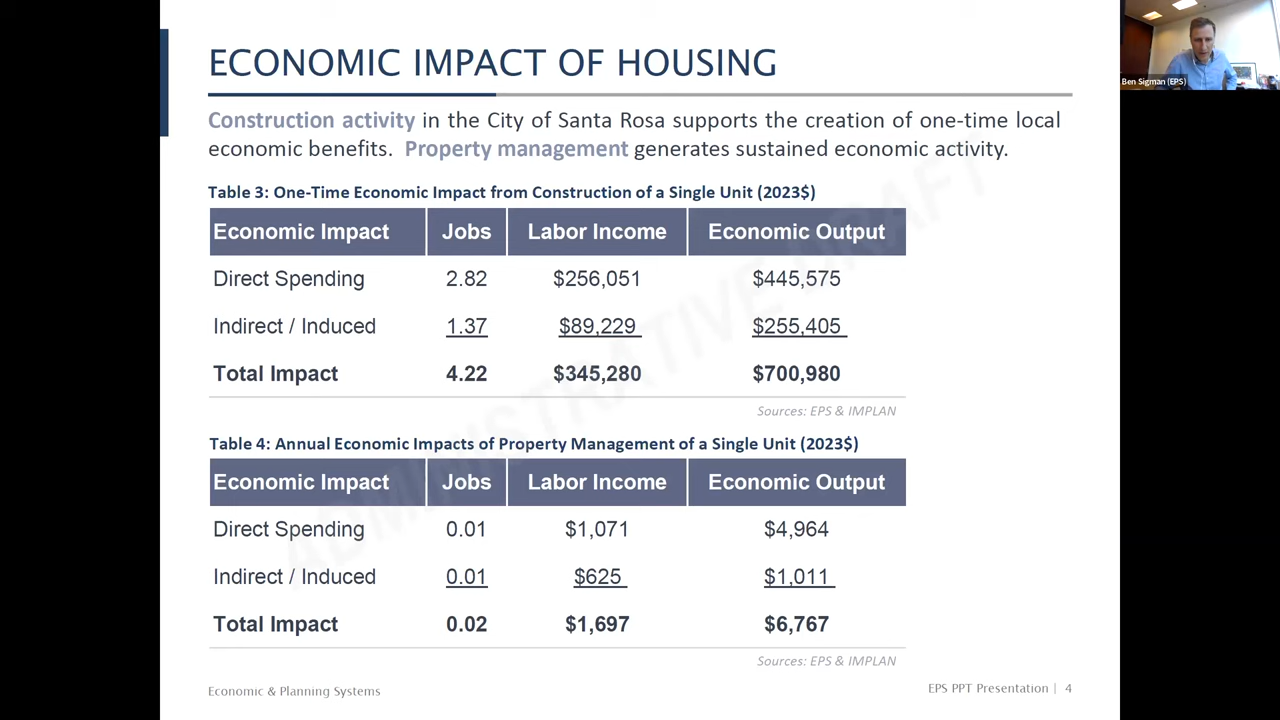 ECONOMIC IMPACT OF HOUSING
Ben Sigman (EPS)
Construction activity in the City of Santa Rosa supports the creation of one-time local
economic benefits. Property management generates sustained economic activity.
Table 3: One-Time Economic Impact from Construction of a Single Unit (2023$)
Economic Impact Jobs Labor Income Economic Output
Direct Spending 2.82 $256,051 $445,575
Indirect / Induced 1.37 $89,229 $255,405
Total Impact 4.22 $345,280 $700,980
Sources: EPS & IMPLAN
Table 4: Annual Economic Impacts of Property Management of a Single Unit (2023$)
Economic Impact Jobs Labor Income Economic Output
Direct Spending 0.01 $1,071 $4,964
Indirect / Induced 0.01 $625 $1,011
Total Impact 0.02 $1,697 $6,767
Sources: EPS & IMPLAN
ADMINISTRATIVE DRAFT
Economic & Planning Systems
EPS PPT Presentation | 4